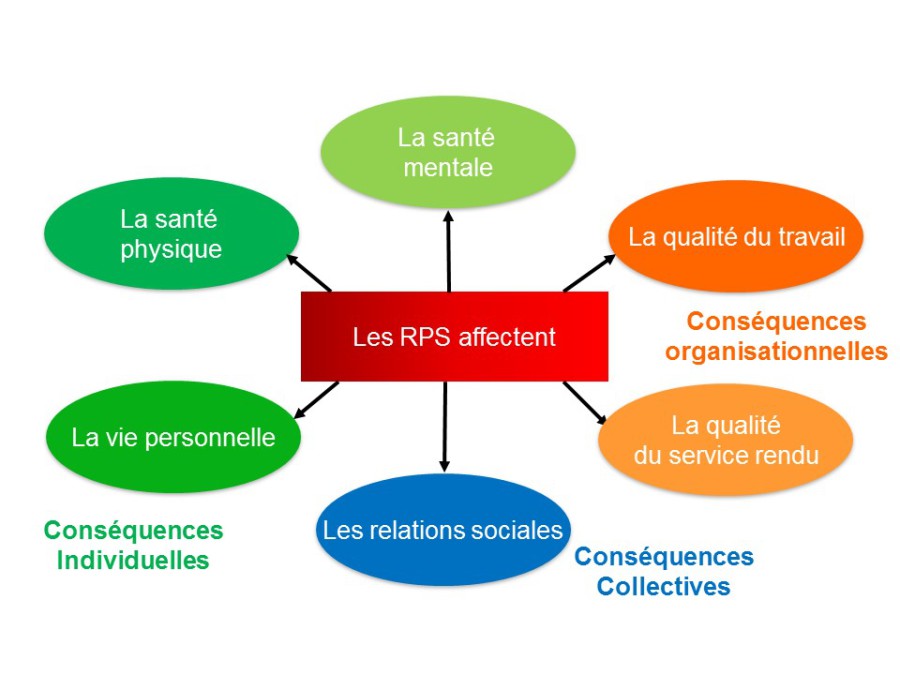 La santé
mentale
La santé
physique
La qualité du travail
Les RPS affectent
Conséquences
organisationnelles
La vie personnelle
La qualité
du service rendu
Conséquences
Individuelles
Les relations sociales
Conséquences
Collectives